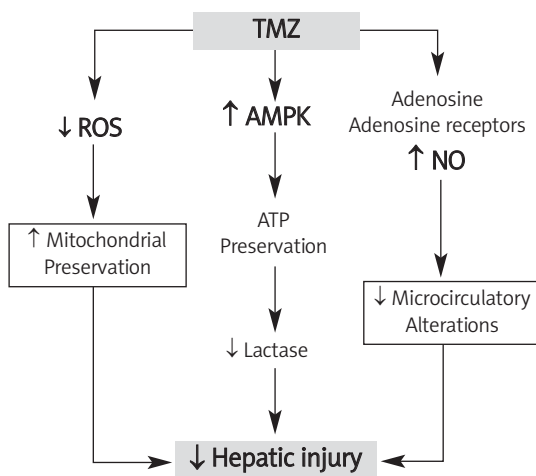 TMZ
↓ ROS
↑ AMPK
Adenosine
Adenosine receptors
↑ NO
↑ Mitochondrial
Preservation
ATP
Preservation
↓ Microcirculatory
Alterations
↓ Lactase
↓ Hepatic injury